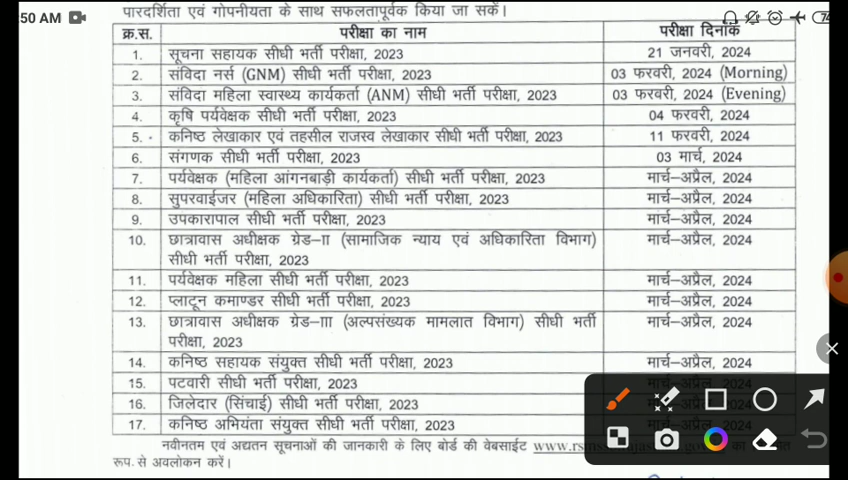 पारदर्शिता एवं गोपनीयता के साथ सफलतापूर्वक किया जा सकें।
:50 AM
74
क्र.स. परीक्षा का नाम परीक्षा दिनांक
1. सूचना सहायक सीधी भर्ती परीक्षा, 2023 21 जनवरी, 2024
2. संविदा नर्स (GNM) सीधी भर्ती परीक्षा, 2023 03 फरवरी, 2024 (Morning)
3. संविदा महिला स्वास्थ्य कार्यकर्ता (ANM) सीधी भर्ती परीक्षा, 2023 03 फरवरी, 2024 (Evening)
4. कृषि पर्यवेक्षक सीधी भर्ती परीक्षा, 2023 04 फरवरी, 2024
5. कनिष्ठ लेखाकार एवं तहसील राजस्व लेखाकार सीधी भर्ती परीक्षा, 2023 11 फरवरी, 2024
6. संगणक सीधी भर्ती परीक्षा, 2023 03 मार्च, 2024
7. पर्यवेक्षक (महिला आंगनबाड़ी कार्यकर्ता) सीधी भर्ती परीक्षा, 2023 मार्च–अप्रैल, 2024
8. सुपरवाईजर (महिला अधिकारिता) सीधी भर्ती परीक्षा, 2023 मार्च–अप्रैल, 2024
9. उपकारापाल सीधी भर्ती परीक्षा, 2023 मार्च–अप्रैल, 2024
10. छात्रावास अधीक्षक ग्रेड–II (सामाजिक न्याय एवं अधिकारिता विभाग) मार्च–अप्रैल, 2024
सीधी भर्ती परीक्षा, 2023
11. पर्यवेक्षक महिला सीधी भर्ती परीक्षा, 2023 मार्च–अप्रैल, 2024
12. प्लाटून कमाण्डर सीधी भर्ती परीक्षा, 2023 मार्च–अप्रैल, 2024
13. छात्रावास अधीक्षक ग्रेड–III (अल्पसंख्यक मामलात विभाग) सीधी भर्ती मार्च–अप्रैल, 2024
परीक्षा, 2023
14. कनिष्ठ सहायक संयुक्त सीधी भर्ती परीक्षा, 2023 मार्च–अप्रैल, 2024
15. पटवारी सीधी भर्ती परीक्षा, 2023
16. जिलेदार (सिंचाई) सीधी भर्ती परीक्षा, 2023
17. कनिष्ठ अभियंता संयुक्त सीधी भर्ती परीक्षा, 2023
नवीनतम एवं अद्यतन सूचनाओं की जानकारी के लिए बोर्ड की वेबसाईट
रूप से अवलोकन करें।